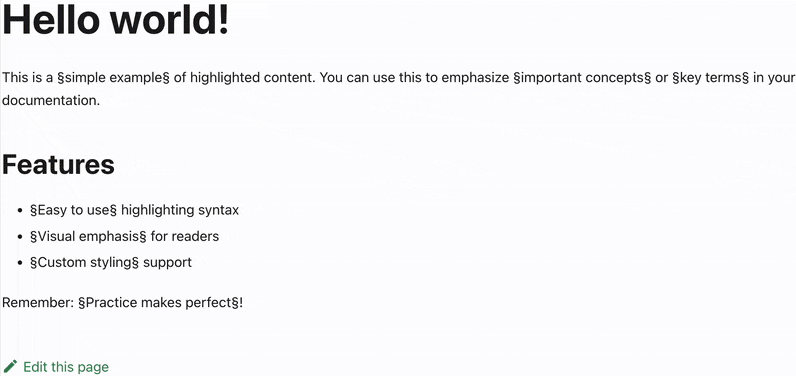 Hello world!
This is a §simple example§ of highlighted content. You can use this to emphasize §important concepts§ or §key terms§ in your
documentation.
Features
• §Easy to use§ highlighting syntax
• §Visual emphasis§ for readers
• §Custom styling§ support
Remember: §Practice makes perfect§!
Edit this page